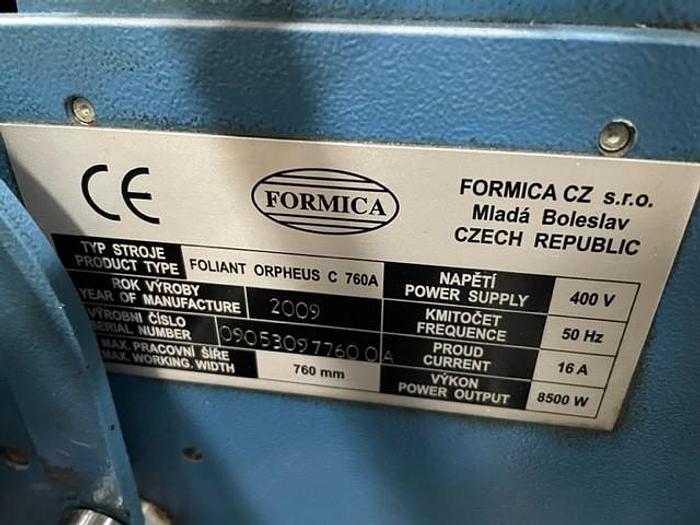 CE
FORMICA
FORMICA CZ s.r.o.
Mladá Boleslav
CZECH REPUBLIC
TYP STROJE
PRODUCT TYPE
FOLIANT ORPHEUS C 760A
ROK VÝROBY
YEAR OF MANUFACTURE
2009
VÝROBNI ČÍSLO
SERIAL NUMBER
09053097760 0A
MAX. PRACOVNÍ ŠÍŘE
MAX. WORKING. WIDTH
760 mm
NAPĚTÍ
POWER SUPPLY
400 V
KMITOČET
FREQUENCE
50 Hz
PROUD
CURRENT
16 A
VÝKON
POWER OUTPUT
8500 W